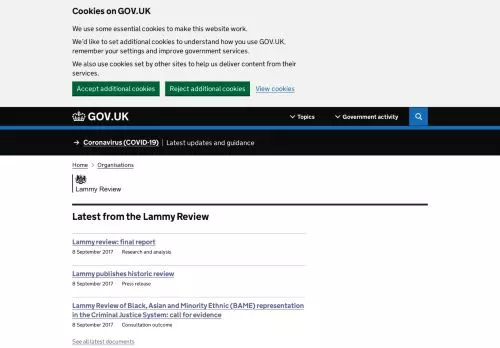 Cookies on GOV.UK
We use some essential cookies to make this website work.
We'd like to set additional cookies to understand how you use GOV.UK,
remember your settings and improve government services.
We also use cookies set by other sites to help us deliver content from their
services.
Accept additional cookies Reject additional cookies View cookies
GOV.UK Topics Government activity
→ Coronavirus (COVID-19) | Latest updates and guidance
Home > Organisations
Lammy Review
Latest from the Lammy Review
Lammy review: final report
8 September 2017 Research and analysis
Lammy publishes historic review
8 September 2017 Press release
Lammy Review of Black, Asian and Minority Ethnic (BAME) representation
in the Criminal Justice System: call for evidence
8 September 2017 Consultation outcome
See all latest documents